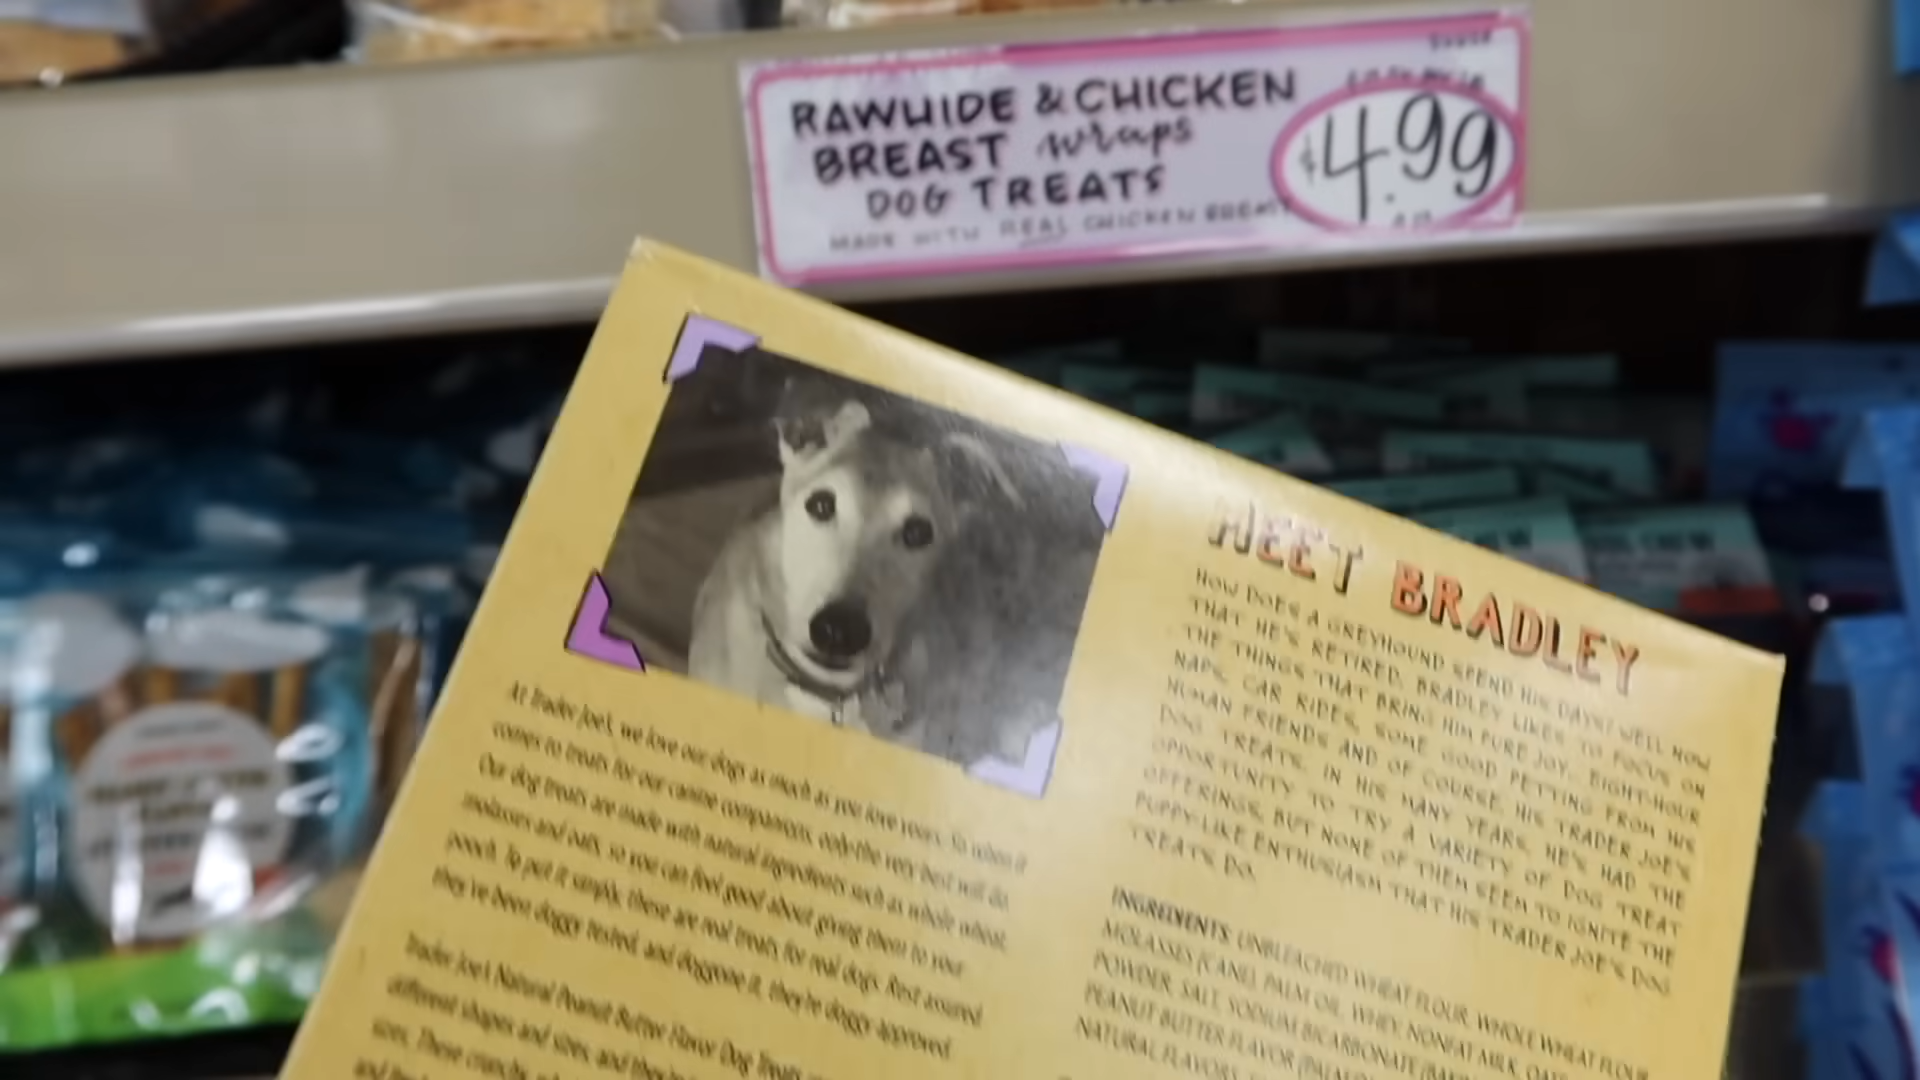 RAWHIDE & CHICKEN
BREAST wraps
DOG TREATS
MADE WITH REAL CHICKEN BREAST
$4.99
MEET BRADLEY
HOW DOES A GREYHOUND SPEND HIS DAYS? WELL NOW
THAT HE'S RETIRED, BRADLEY LIKES TO FOCUS ON
THE THINGS THAT BRING HIM PURE JOY. EIGHT-HOUR
NAPS, CAR RIDES, SOME GOOD PETTING FROM HIS
HUMAN FRIENDS AND OF COURSE, HIS TRADER JOE'S
DOG TREATS. IN HIS MANY YEARS, HE'S HAD THE
OPPORTUNITY TO TRY A VARIETY OF DOG TREAT
OFFERINGS, BUT NONE OF THEM SEEM TO IGNITE THE
PUPPY-LIKE ENTHUSIASM THAT HIS TRADER JOE'S DOG
TREATS DO.
At Trader Joe's, we love our dogs as much as you love yours. So when it
comes to treats for our canine companions, only the very best will do.
Our dog treats are made with natural ingredients such as whole wheat,
molasses and oats, so you can feel good about giving them to your
pooch. To put it simply, these are real treats for real dogs. Rest assured
they've been doggy tested, and doggone it, they're doggy approved.
Trader Joe's Natural Peanut Butter Flavor Dog Treats
different shapes and sizes, and they're
sizes. These crunchy
INGREDIENTS: UNBLEACHED WHEAT FLOUR, WHOLE WHEAT FLOUR,
MOLASSES (CANE), PALM OIL, WHEY, NONFAT MILK,
POWDER, SALT, SODIUM BICARBONATE
PEANUT BUTTER FLAVOR
NATURAL FLAVORS